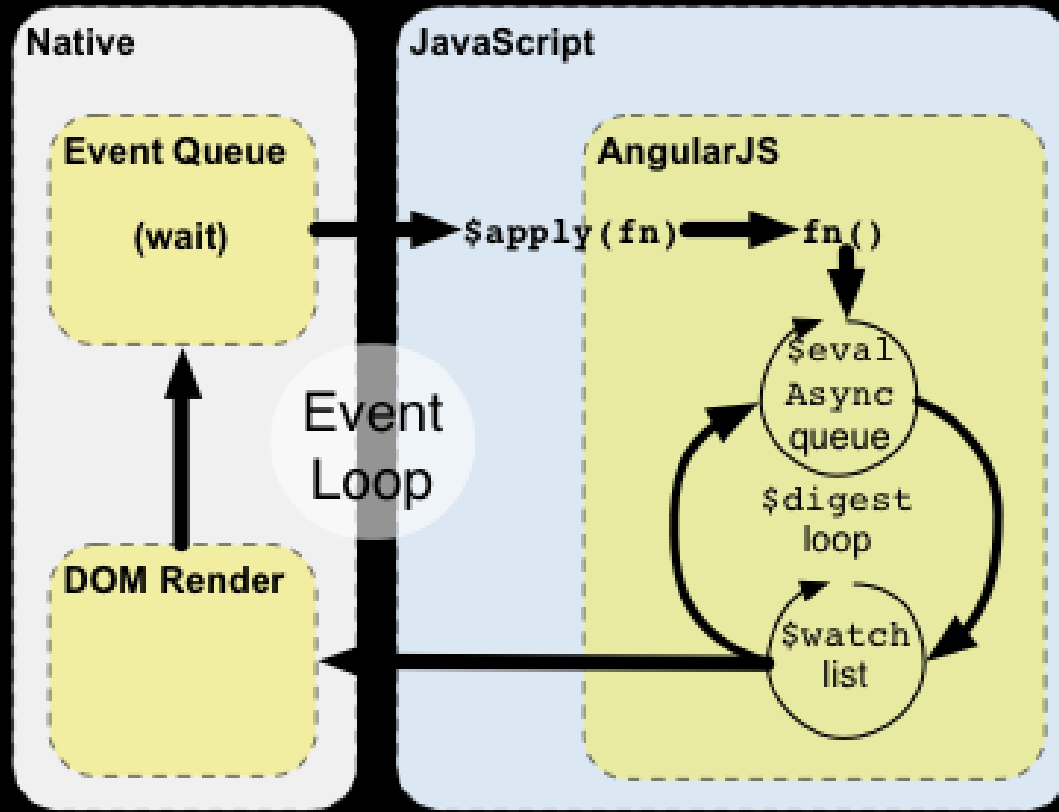 Native
Event Queue
(wait)
DOM Render
Event
Loop
JavaScript
AngularJS
$apply(fn)
fn()
$eval
Async
queue
$digest
loop
$watch
list